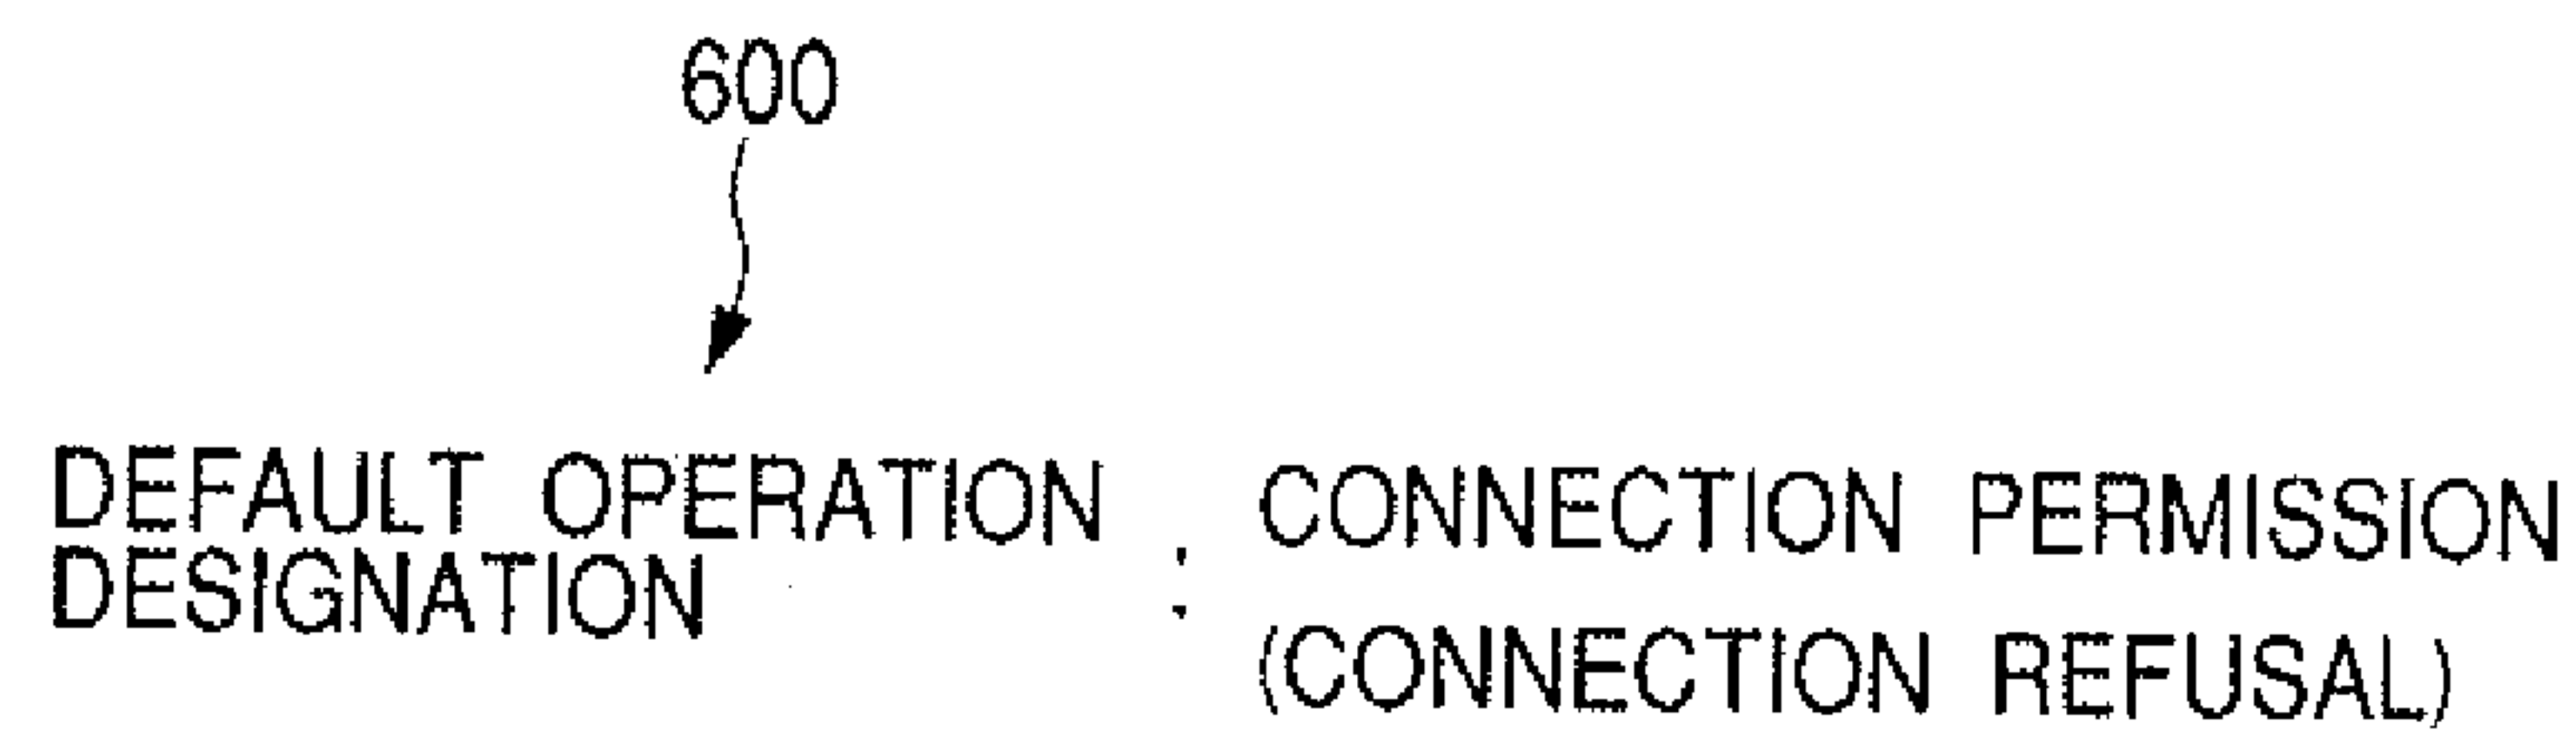 600
DEFAULT OPERATION
DESIGNATION : CONNECTION PERMISSION
(CONNECTION REFUSAL)